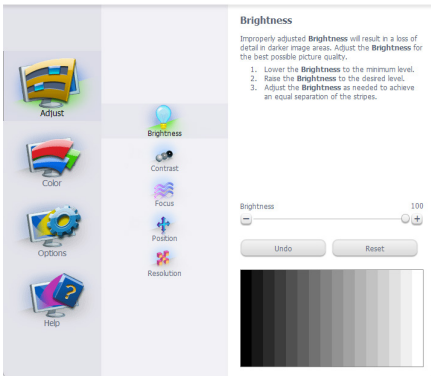 Adjust
Color
Options
Help
Brightness
Contrast
Focus
Position
Resolution
Brightness
Improperly adjusted Brightness will result in a loss of
detail in darker image areas. Adjust the Brightness for
the best possible picture quality.
1. Lower the Brightness to the minimum level.
2. Raise the Brightness to the desired level.
3. Adjust the Brightness as needed to achieve
an equal separation of the stripes.
Brightness 100
Undo Reset